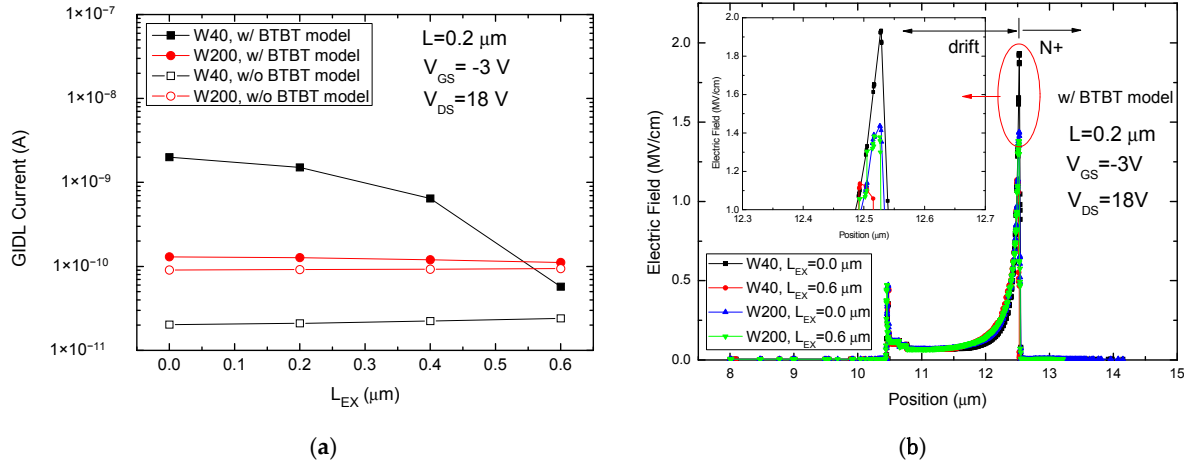 W40, w/ BTBT model
W200, w/ BTBT model
W40, w/o BTBT model
W200, w/o BTBT model
L=0.2 μm
V_GS= -3 V
V_DS=18 V
1×10⁻⁷
1×10⁻⁸
1×10⁻⁹
1×10⁻¹⁰
1×10⁻¹¹
GIDL Current (A)
0.0 0.1 0.2 0.3 0.4 0.5 0.6
L_EX (μm)
(a)
2.0
1.5
1.0
0.5
0.0
Electric Field (MV/cm)
2.0
1.8
1.6
1.4
1.2
1.0
Electric Field (MV/cm)
12.3 12.4 12.5 12.6 12.7
Position (μm)
drift N+
w/ BTBT model
L=0.2 μm
V_GS=-3V
V_DS=18V
W40, L_EX=0.0 μm
W40, L_EX=0.6 μm
W200, L_EX=0.0 μm
W200, L_EX=0.6 μm
8 9 10 11 12 13 14 15
Position (μm)
(b)